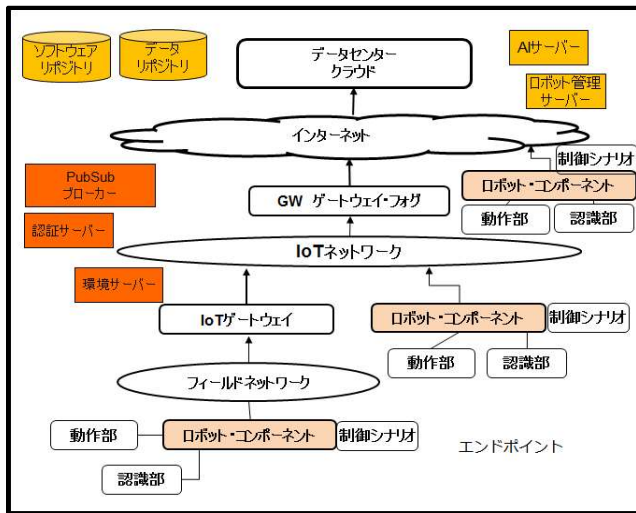 ソフトウェア
リポジトリ
データ
リポジトリ
データセンター
クラウド
AIサーバー
ロボット管理
サーバー
インターネット
制御シナリオ
ロボット・コンポーネント
動作部
認識部
PubSub
ブローカー
GW ゲートウェイ・フォグ
認証サーバー
IoTネットワーク
環境サーバー
IoTゲートウェイ
ロボット・コンポーネント
制御シナリオ
動作部
認識部
フィールドネットワーク
動作部
ロボット・コンポーネント
制御シナリオ
エンドポイント
認識部